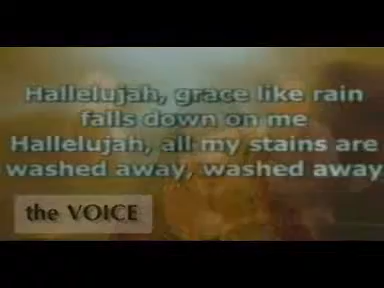 Hallelujah, grace like rain
falls down on me
Hallelujah, all my stains are
washed away, washed away
the VOICE